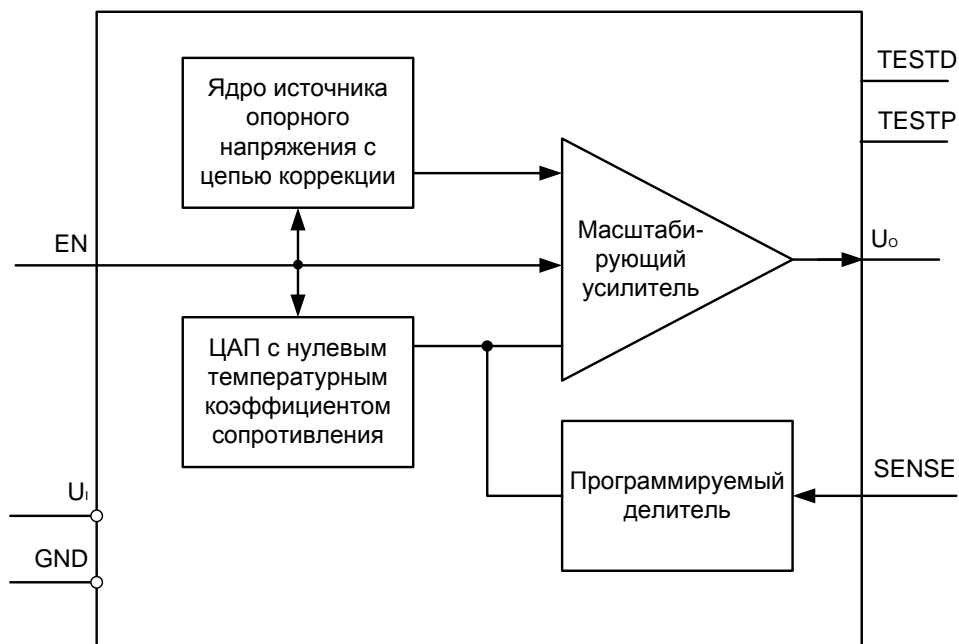 TESTD
Ядро источника
опорного
напряжения с
цепью коррекции
TESTP
EN
Масштаби-
рующий
усилитель
UO
ЦАП с нулевым
температурным
коэффициентом
сопротивления
Программируемый
делитель
SENSE
UI
GND